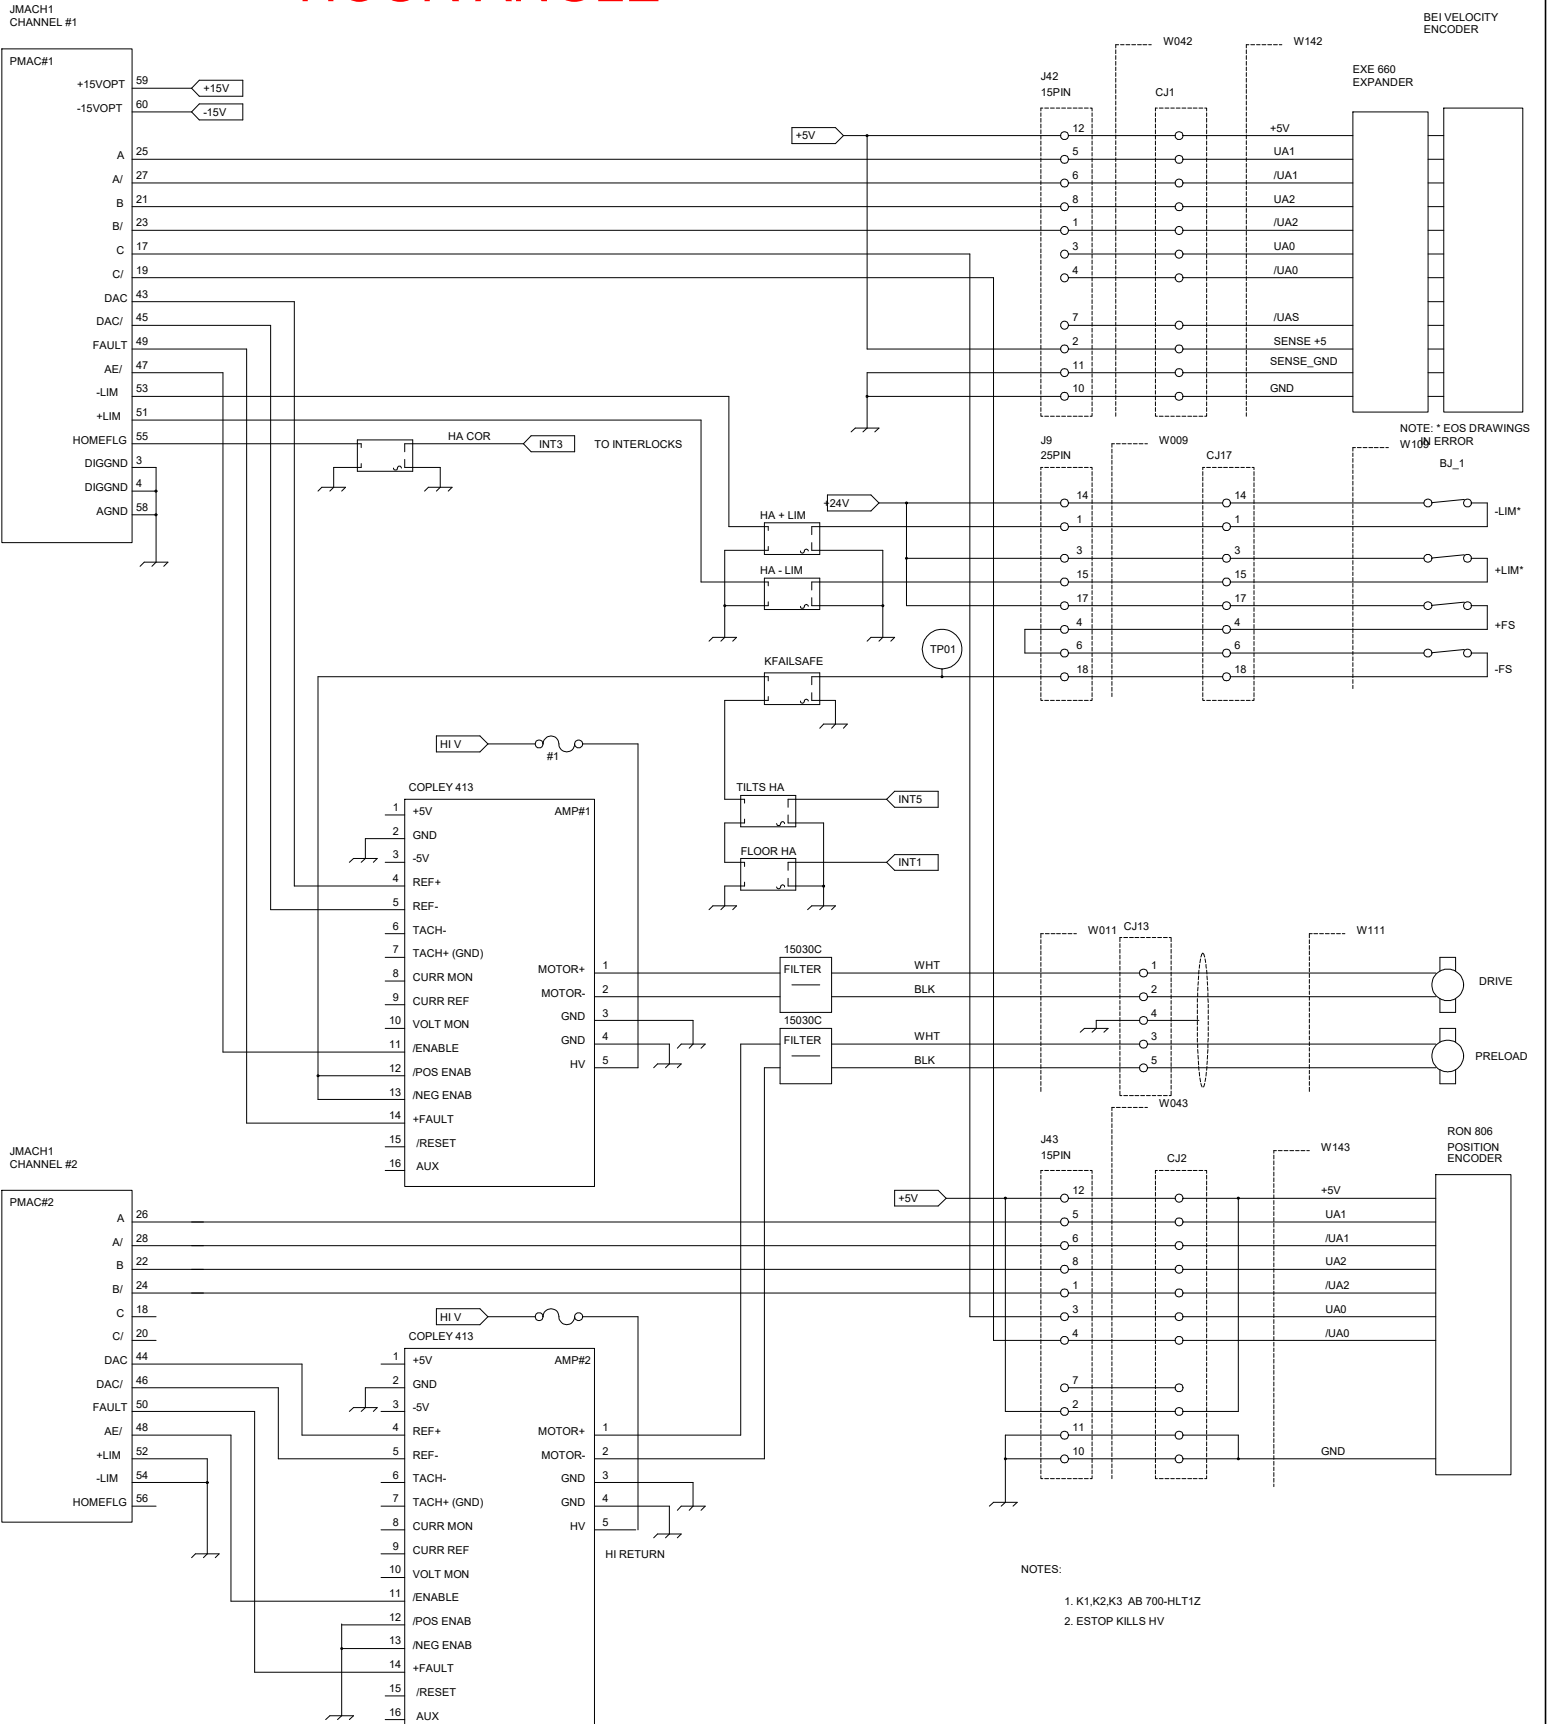 JMACH1
CHANNEL #1
PMAC#1
+15VOPT 59 +15V
-15VOPT 60 -15V
A 25
A/ 27
B 21
B/ 23
C 17
C/ 19
DAC 43
DAC/ 45
FAULT 49
AE/ 47
-LIM 53
+LIM 51
HOMEFLG 55
DIGGND 3
DIGGND 4
AGND 58
HA COR INT3 TO INTERLOCKS
BEI VELOCITY
ENCODER
W042
W142
EXE 660
EXPANDER
J42
15PIN
CJ1
+5V
12 +5V
5 UA1
6 /UA1
8 UA2
1 /UA2
3 UA0
4 /UA0
7 /UAS
2 SENSE +5
11 SENSE_GND
10 GND
NOTE: * EOS DRAWINGS
IN ERROR
J9
25PIN
W009
CJ17
W109
BJ_1
+24V
14 14 -LIM*
1 1
3 3 +LIM*
15 15
17 17 +FS
4 4
6 6 -FS
18 18
HA + LIM
HA - LIM
TP01
KFAILSAFE
HI V
#1
COPLEY 413
AMP#1
1 +5V
2 GND
3 -5V
4 REF+
5 REF-
6 TACH-
7 TACH+ (GND)
8 CURR MON
9 CURR REF
10 VOLT MON
11 /ENABLE
12 /POS ENAB
13 /NEG ENAB
14 +FAULT
15 /RESET
16 AUX
MOTOR+ 1
MOTOR- 2
GND 3
GND 4
HV 5
TILTS HA
INT5
FLOOR HA
INT1
15030C
FILTER
15030C
FILTER
WHT
BLK
WHT
BLK
W011
CJ13
W111
1
2
4
3
5
DRIVE
PRELOAD
W043
JMACH1
CHANNEL #2
PMAC#2
A 26
A/ 28
B 22
B/ 24
C 18
C/ 20
DAC 44
DAC/ 46
FAULT 50
AE/ 48
+LIM 52
-LIM 54
HOMEFLG 56
HI V
COPLEY 413
AMP#2
1 +5V
2 GND
3 -5V
4 REF+
5 REF-
6 TACH-
7 TACH+ (GND)
8 CURR MON
9 CURR REF
10 VOLT MON
11 /ENABLE
12 /POS ENAB
13 /NEG ENAB
14 +FAULT
15 /RESET
16 AUX
MOTOR+ 1
MOTOR- 2
GND 3
GND 4
HV 5
HI RETURN
J43
15PIN
CJ2
W143
RON 806
POSITION
ENCODER
+5V
12 +5V
5 UA1
6 /UA1
8 UA2
1 /UA2
3 UA0
4 /UA0
7
2
11
10 GND
NOTES:
1. K1,K2,K3 AB 700-HLT1Z
2. ESTOP KILLS HV